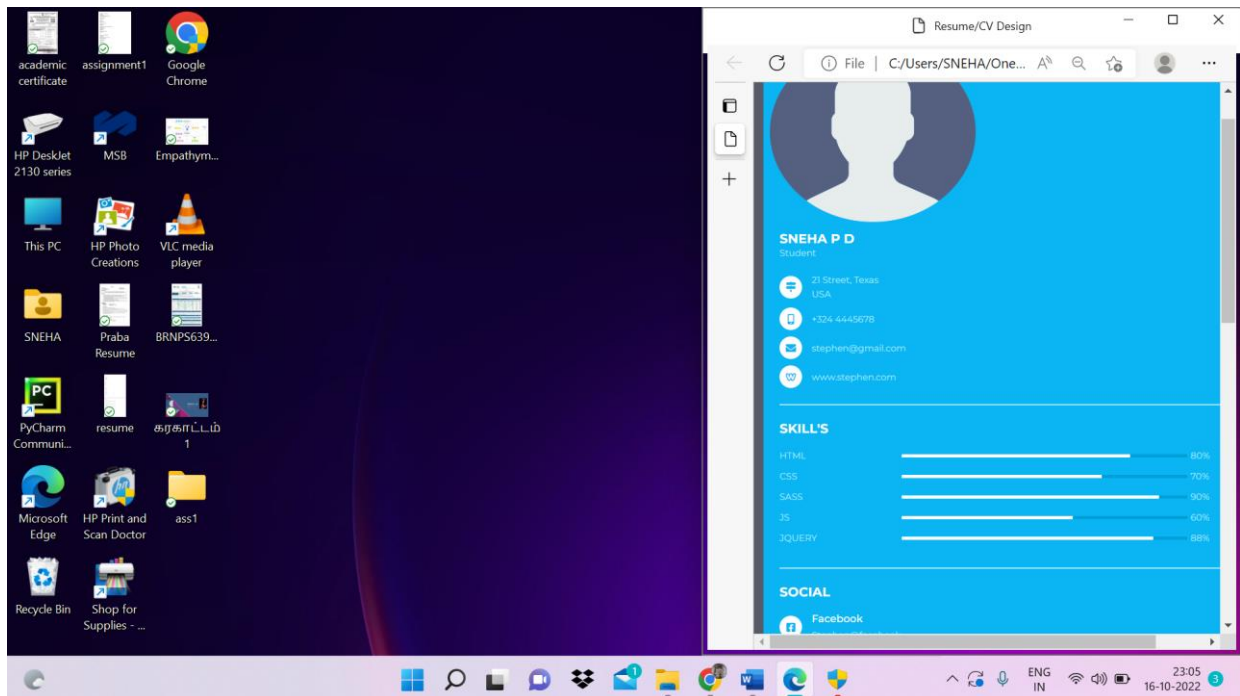 academic
certificate
assignment1
Google
Chrome
HP DeskJet
2130 series
MSB
Empathym...
This PC
HP Photo
Creations
VLC media
player
SNEHA
Praba
Resume
BRNPS639...
PC
PyCharm
Communi...
resume
கரகாட்டம்
1
Microsoft
Edge
HP Print and
Scan Doctor
ass1
Recycle Bin
Shop for
Supplies - ...
Resume/CV Design
File | C:/Users/SNEHA/One...
SNEHA P D
Student
21 Street, Texas
USA
+324 4445678
stephen@gmail.com
www.stephen.com
SKILL'S
HTML 80%
CSS 70%
SASS 90%
JS 60%
JQUERY 88%
SOCIAL
Facebook
1
ENG
IN
23:05
16-10-2022
3